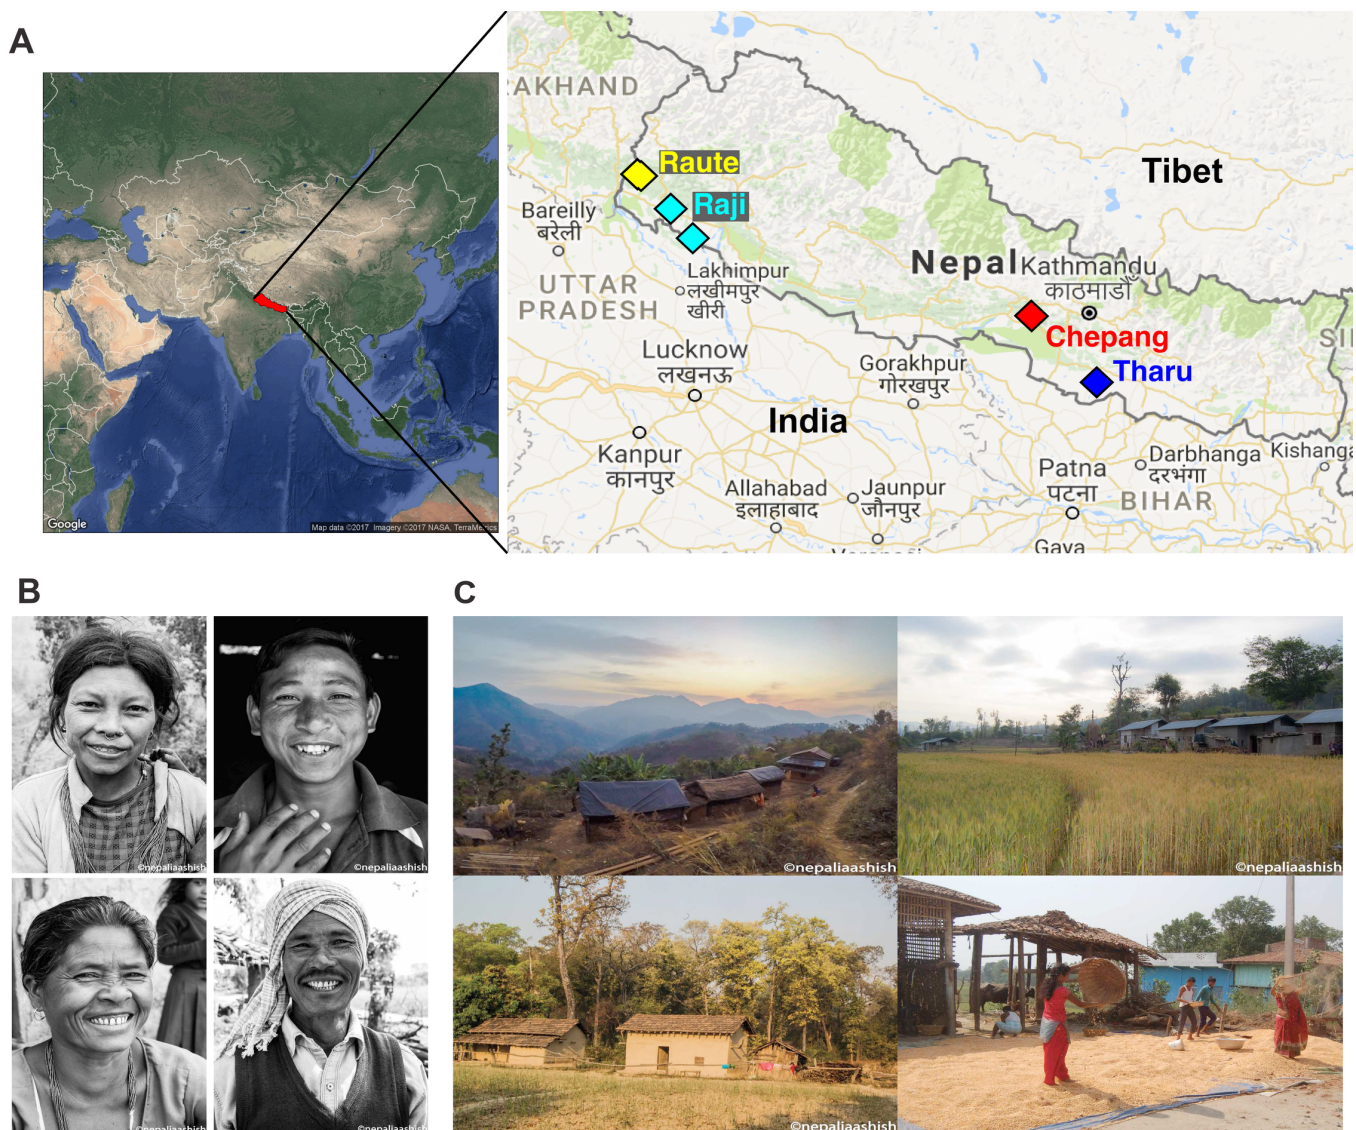 A
Google
Map data ©2017 Imagery ©2017 NASA, TerraMetrics
RAKHAND
Raute
Raji
Tibet
Bareilly
बरेली
Nepal
Kathmandu
काठमाडौं
UTTAR
PRADESH
Lakhimpur
लखीमपुर
खीरी
Chepang
Tharu
Lucknow
लखनऊ
Gorakhpur
गोरखपुर
India
Kanpur
कानपुर
Allahabad
इलाहाबाद
Jaunpur
जौनपुर
Patna
पटना
Darbhanga
दरभंगा
Kishanga
BIHAR
Gaya
B
©nepaliaashish
©nepaliaashish
©nepaliaashish
©nepaliaashish
C
©nepaliaashish
©nepaliaashish
©nepaliaashish